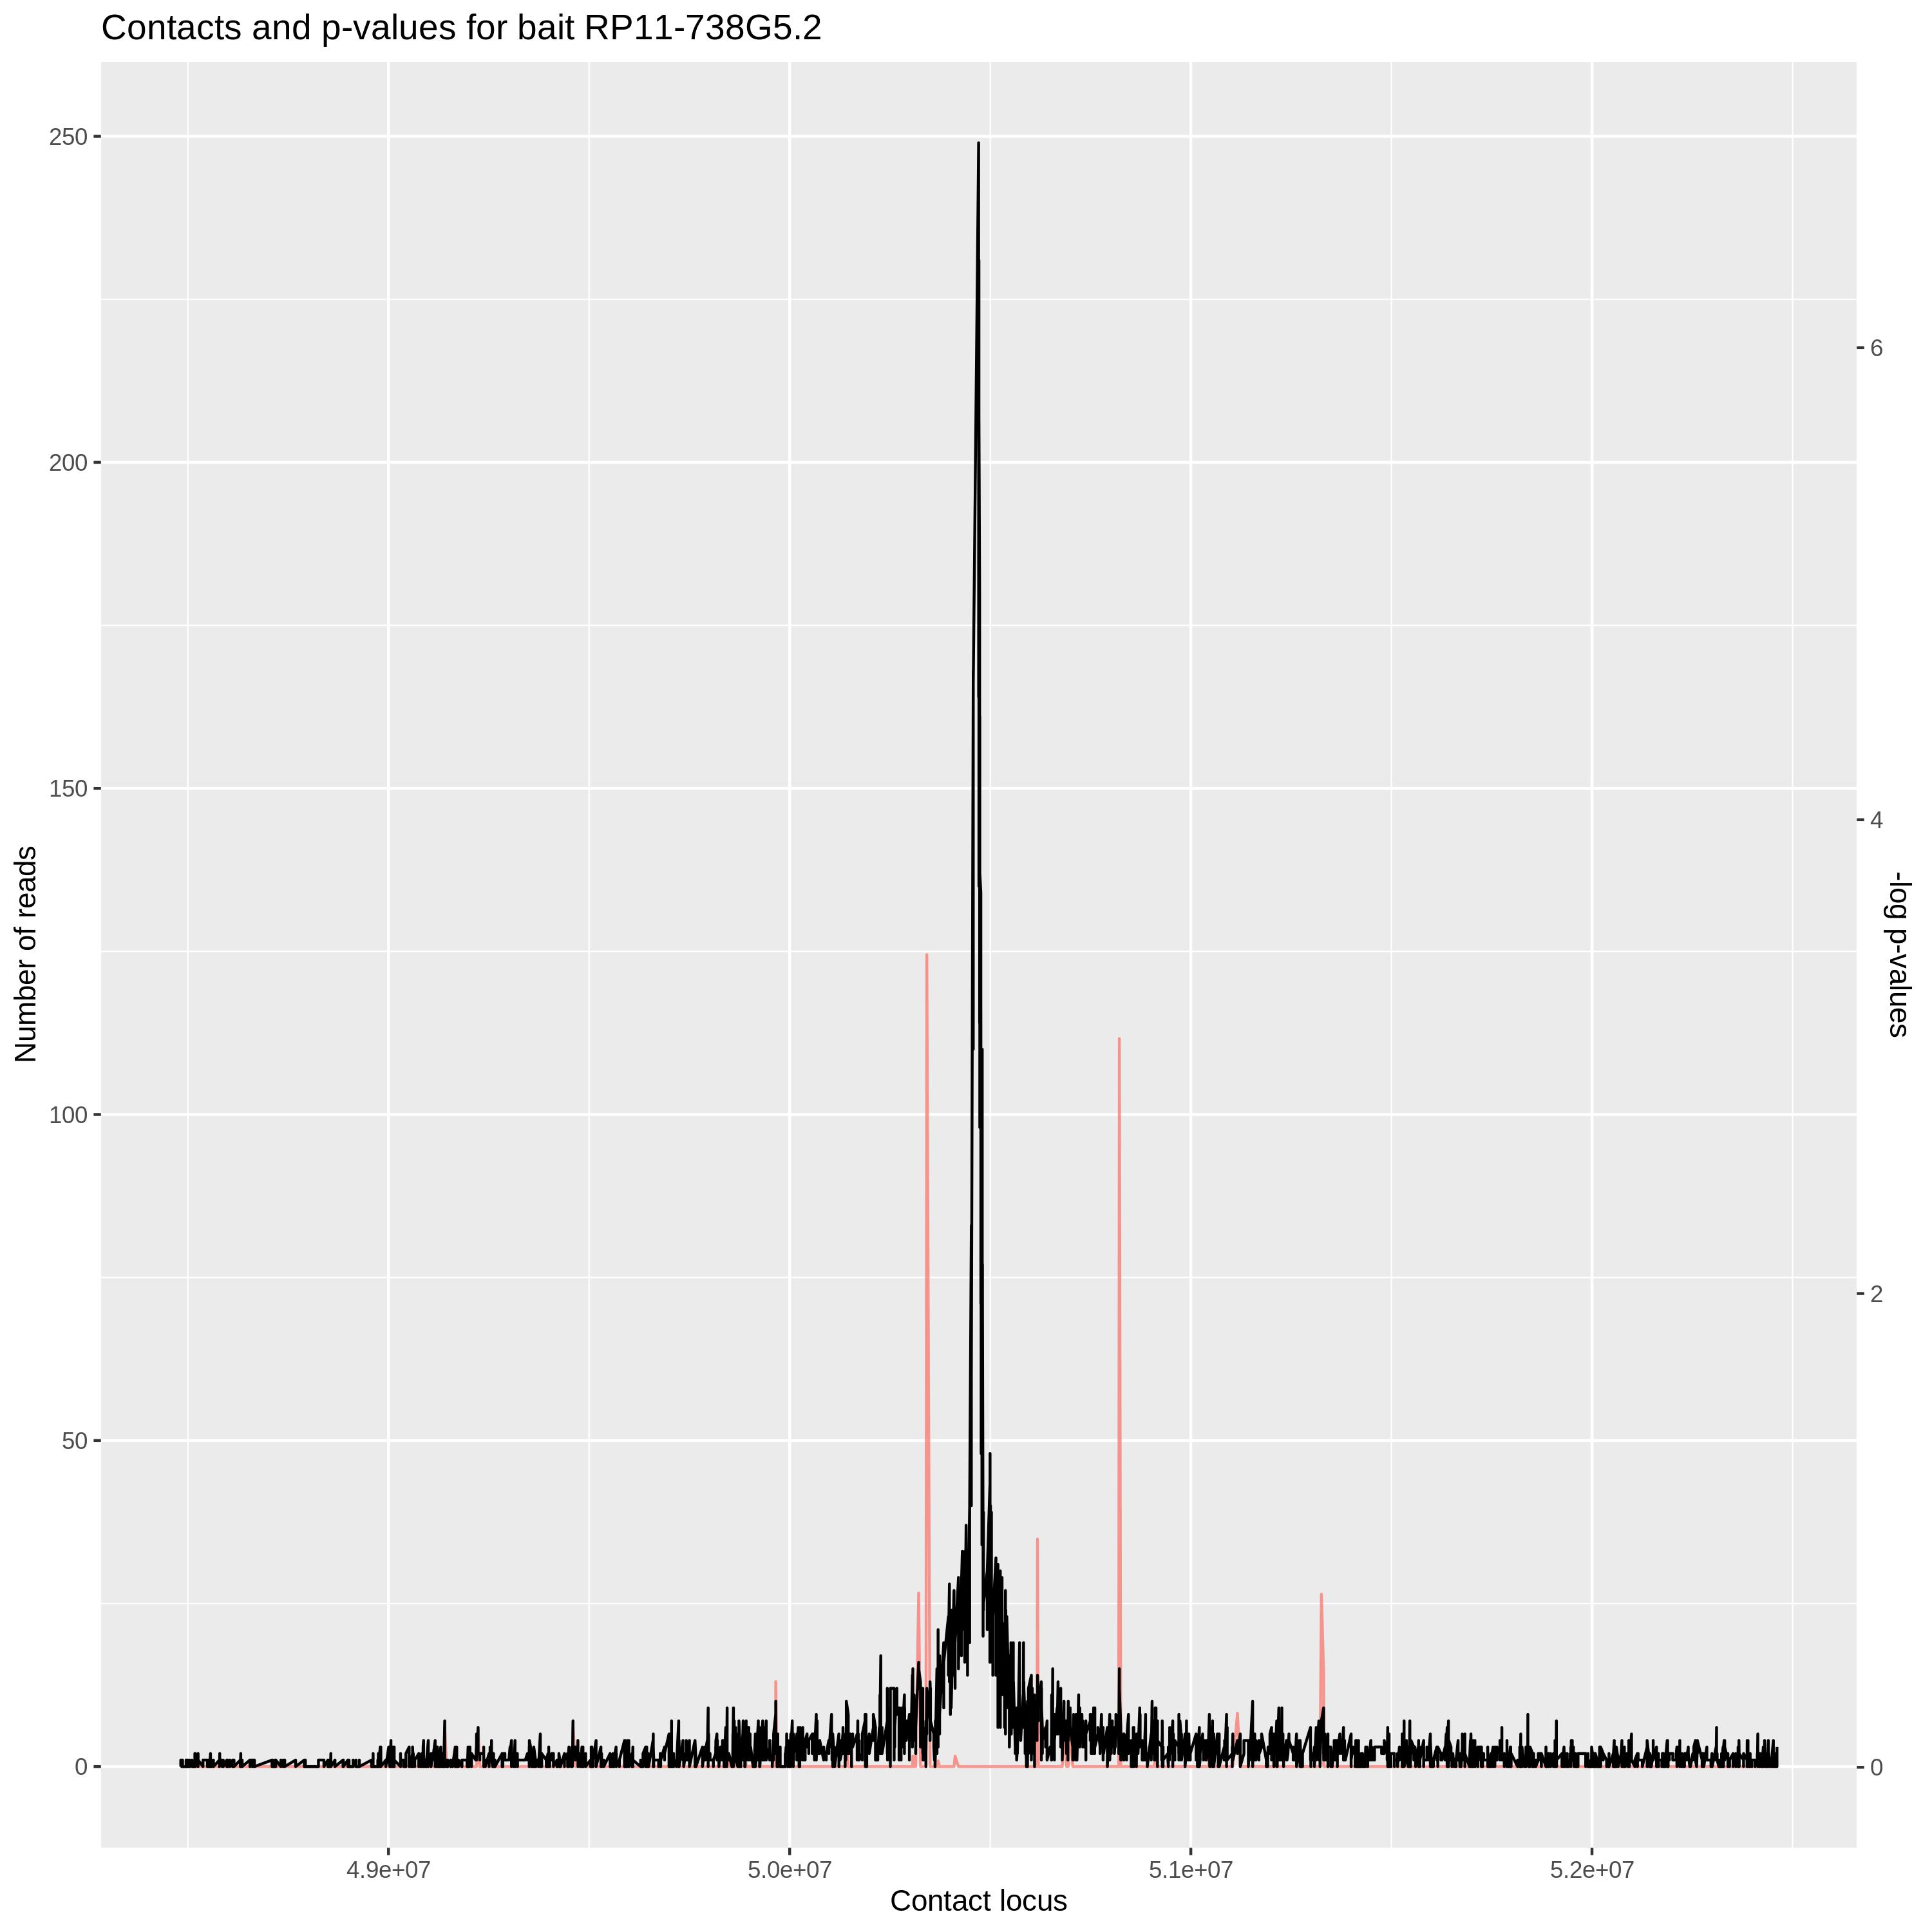 Contacts and p-values for bait RP11-738G5.2
250
200
150
100
50
0
Number of reads
6
4
2
0
-log p-values
4.9e+07
5.0e+07
5.1e+07
5.2e+07
Contact locus